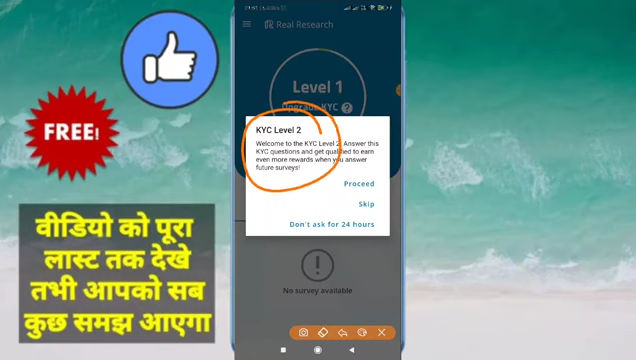 Real Research
Level 1
Upgrade KYC ?
KYC Level 2
Welcome to the KYC Level 2! Answer this
KYC questions and get qualified to earn
even more rewards when you answer
future surveys!
Proceed
Skip
Don't ask for 24 hours
No survey available
FREE!
वीडियो को पूरा
लास्ट तक देखे
तभी आपको सब
कुछ समझ आएगा